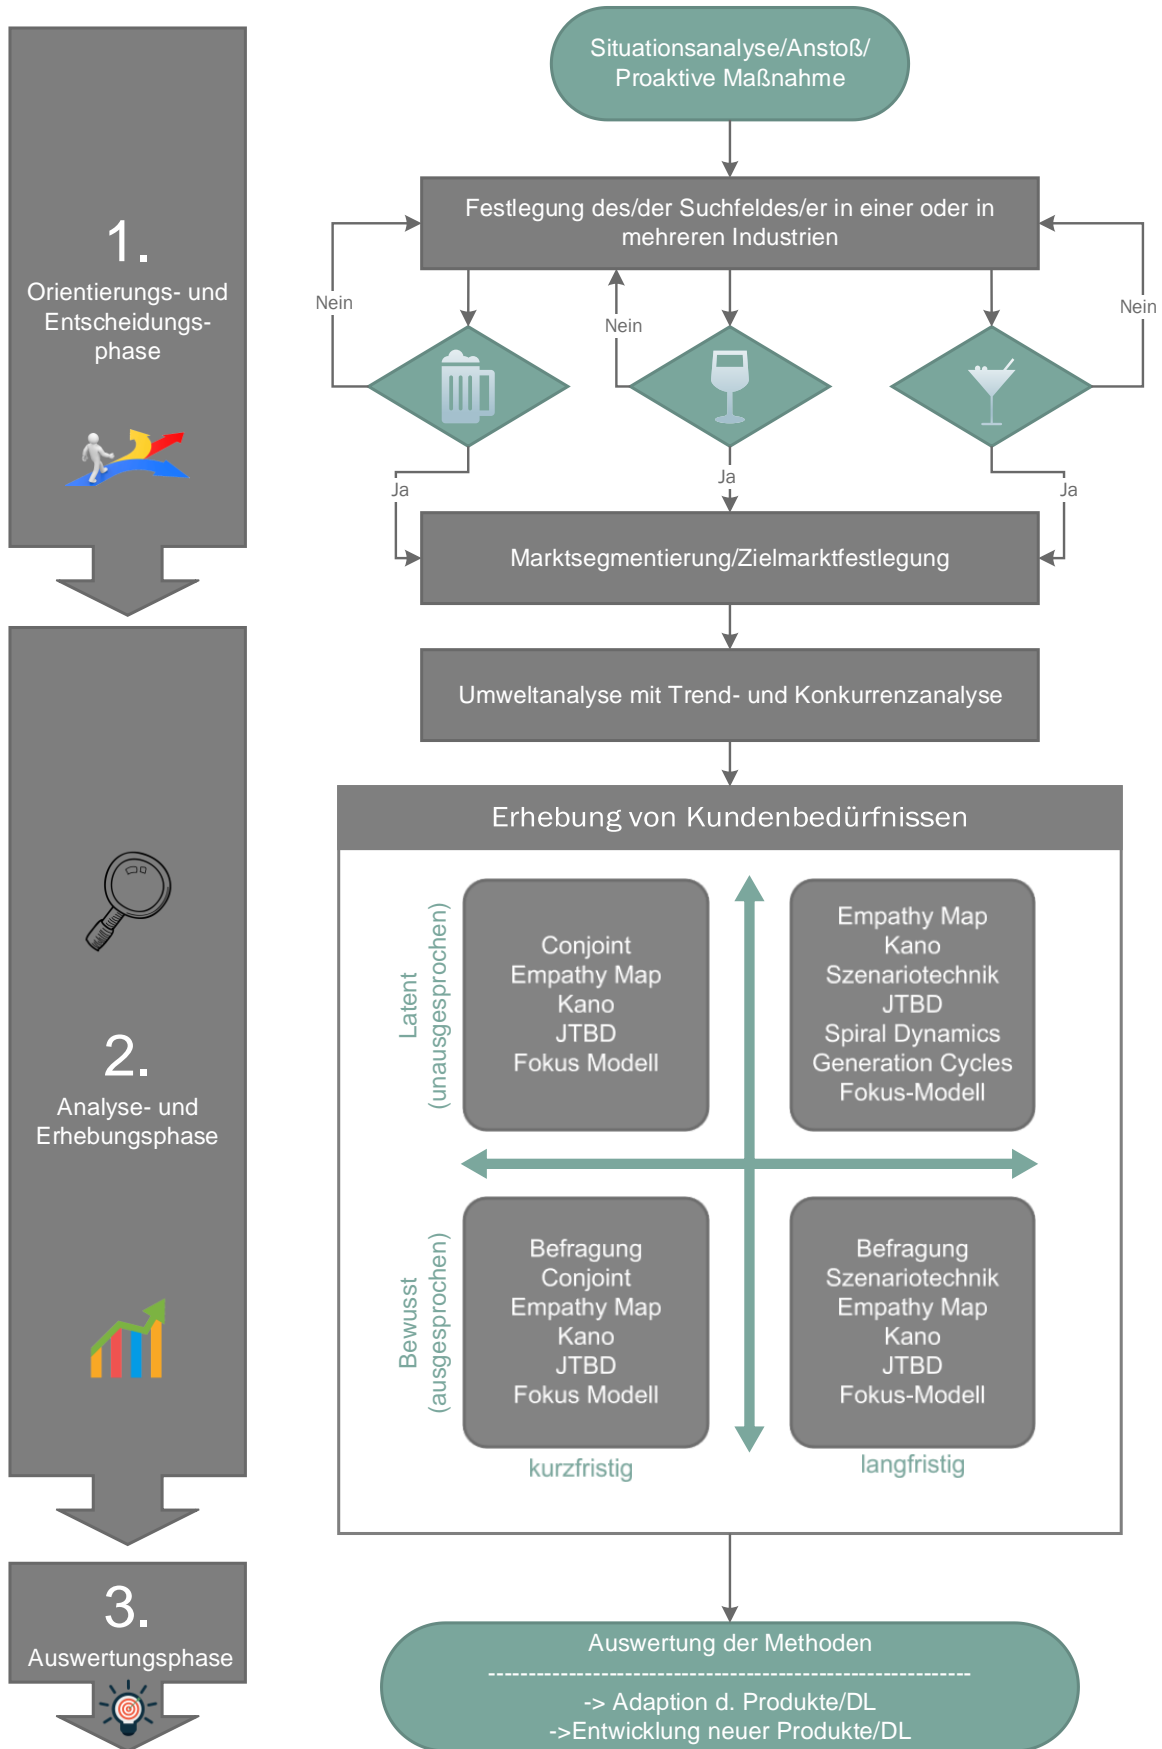 Situationsanalyse/Anstoß/
Proaktive Maßnahme
1.
Orientierungs- und
Entscheidungs-
phase
Festlegung des/der Suchfeldes/er in einer oder in
mehreren Industrien
Nein
Nein
Nein
Ja
Ja
Ja
Marktsegmentierung/Zielmarktfestlegung
2.
Analyse- und
Erhebungsphase
Umweltanalyse mit Trend- und Konkurrenzanalyse
Erhebung von Kundenbedürfnissen
Latent
(unausgesprochen)
Conjoint
Empathy Map
Kano
JTBD
Fokus Modell
Empathy Map
Kano
Szenariotechnik
JTBD
Spiral Dynamics
Generation Cycles
Fokus-Modell
Bewusst
(ausgesprochen)
Befragung
Conjoint
Empathy Map
Kano
JTBD
Fokus Modell
Befragung
Szenariotechnik
Empathy Map
Kano
JTBD
Fokus-Modell
kurzfristig
langfristig
3.
Auswertungsphase
Auswertung der Methoden
------------------------------------------------------------
-> Adaption d. Produkte/DL
->Entwicklung neuer Produkte/DL